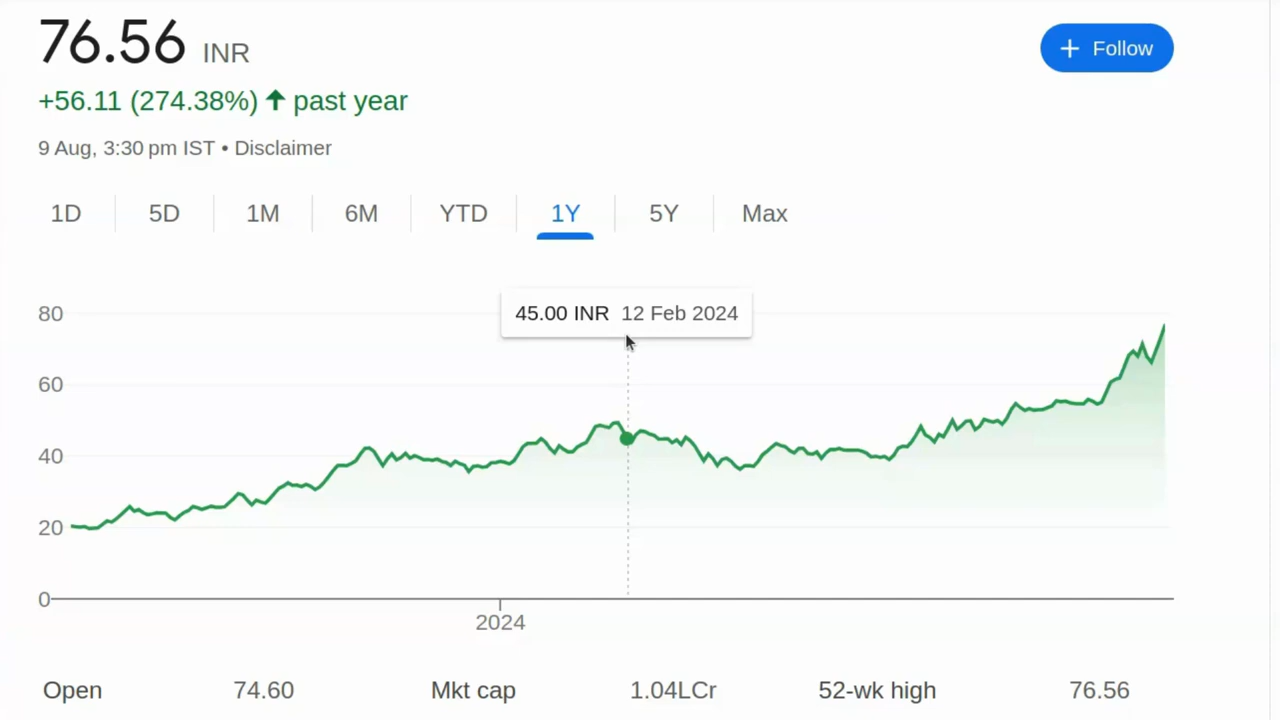 76.56 INR
+ Follow
+56.11 (274.38%) ↑ past year
9 Aug, 3:30 pm IST • Disclaimer
1D 5D 1M 6M YTD 1Y 5Y Max
45.00 INR 12 Feb 2024
80
60
40
20
0
2024
Open 74.60 Mkt cap 1.04LCr 52-wk high 76.56